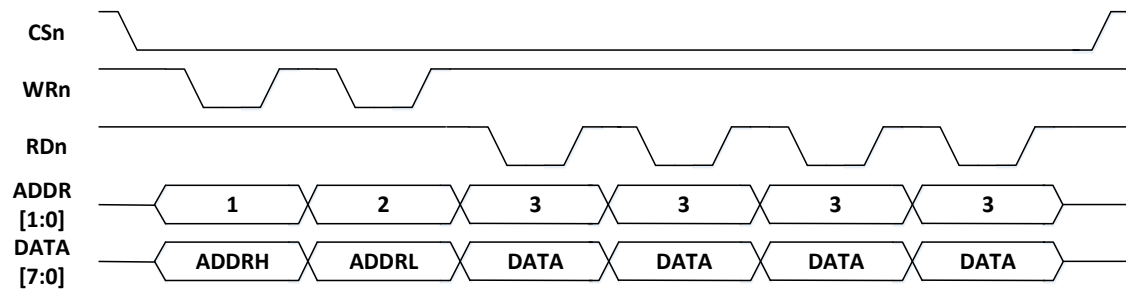 CSn
WRn
RDn
ADDR
[1:0]
1 2 3 3 3 3
DATA
[7:0]
ADDRH ADDRL DATA DATA DATA DATA